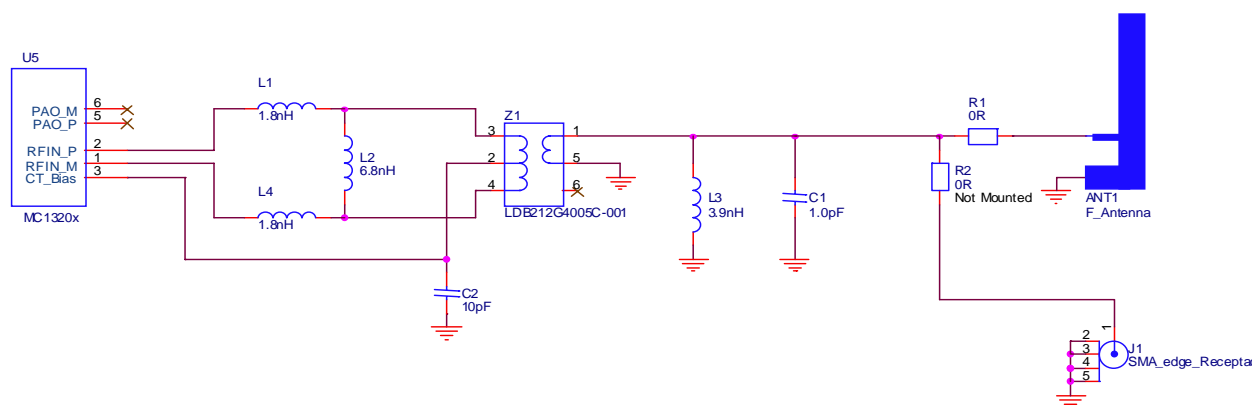 U5
PAO_M
PAO_P
RFIN_P
RFIN_M
CT_Bias
6
5
2
1
3
MC1320x
L1
1.8nH
L2
6.8nH
L4
1.8nH
C2
10pF
Z1
3
2
4
1
5
6
LDB212G4005C-001
L3
3.9nH
C1
1.0pF
R1
0R
R2
0R
Not Mounted
ANT1
F_Antenna
1
2
3
4
5
J1
SMA_edge_Receptac